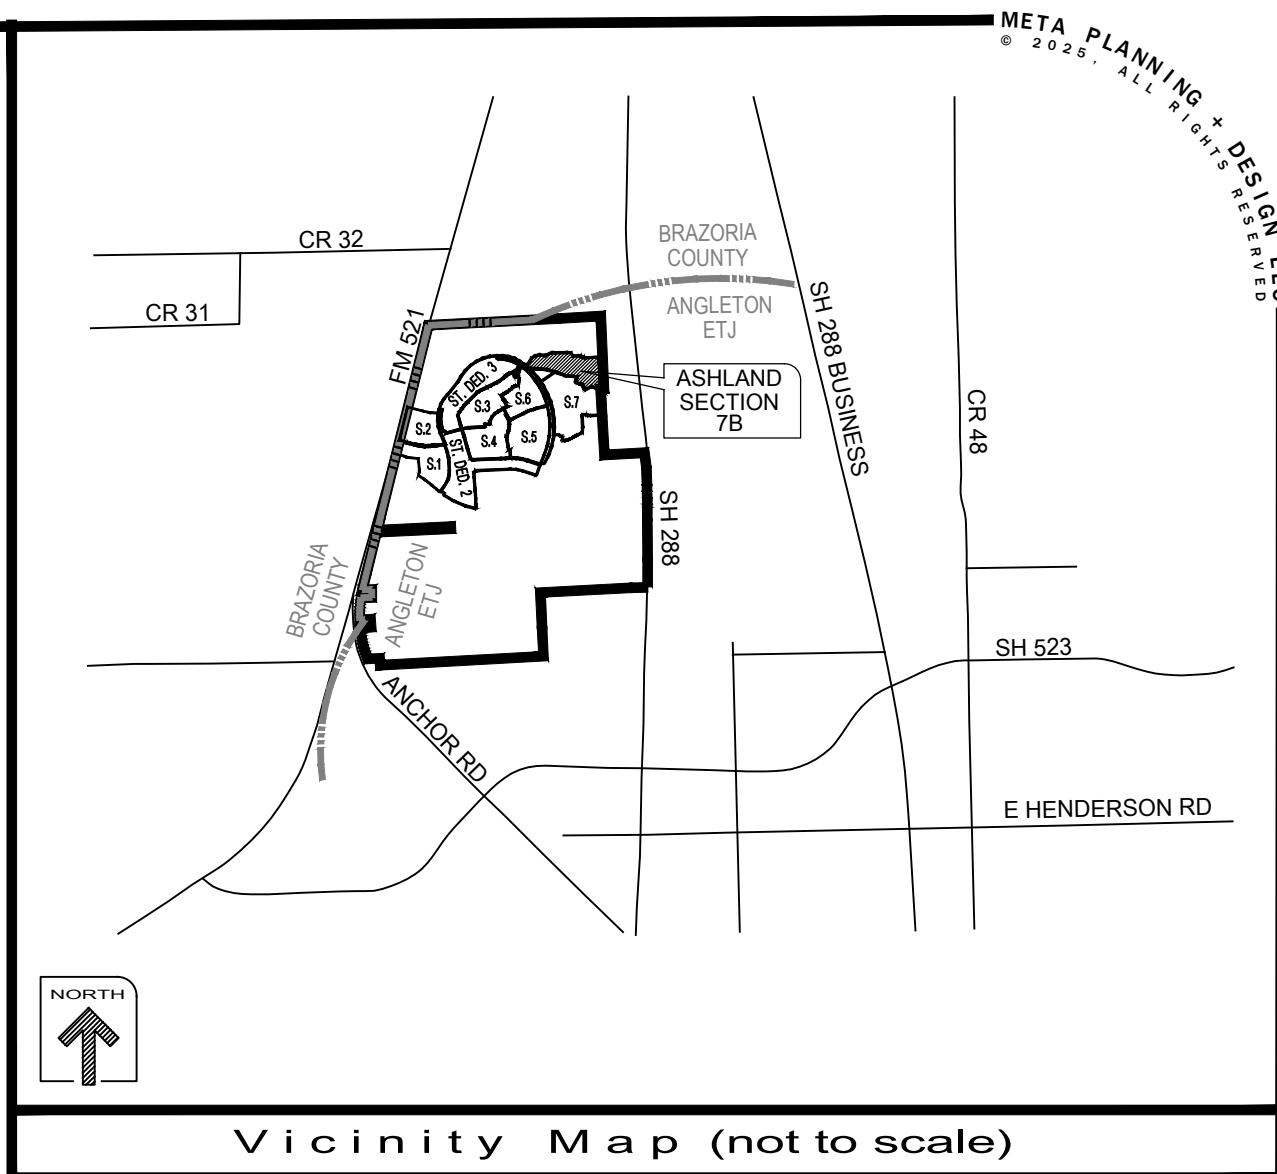 META PLANNING + DESIGN LLC
© 2025, ALL RIGHTS RESERVED
CR 32
CR 31
FM 521
BRAZORIA
COUNTY
ANGLETON
ETJ
SH 288 BUSINESS
ASHLAND
SECTION
7B
CR 48
ST. DED. 3
S.3
S.6
S.7
S.2
S.4
S.5
S.1
ST. DED. 2
SH 288
BRAZORIA
COUNTY
ANGLETON
ETJ
SH 523
ANCHOR RD
E HENDERSON RD
NORTH
Vicinity Map (not to scale)